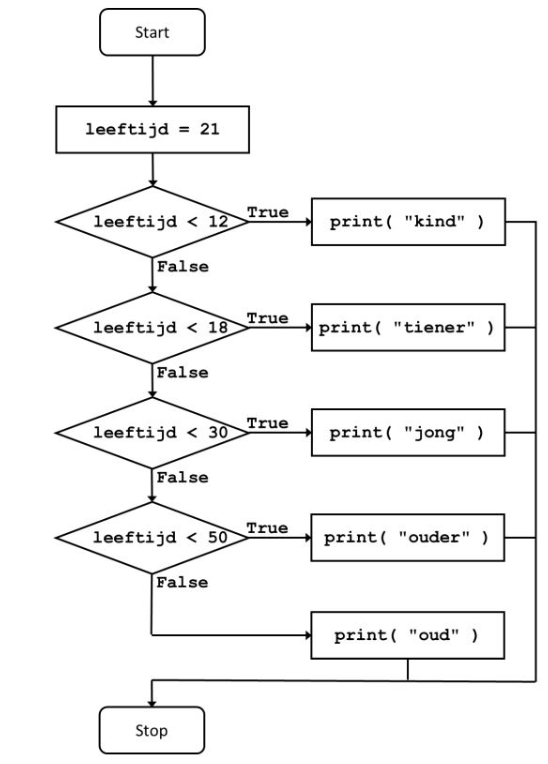 Start
leeftijd = 21
leeftijd < 12
True
print( "kind" )
False
leeftijd < 18
True
print( "tiener" )
False
leeftijd < 30
True
print( "jong" )
False
leeftijd < 50
True
print( "ouder" )
False
print( "oud" )
Stop